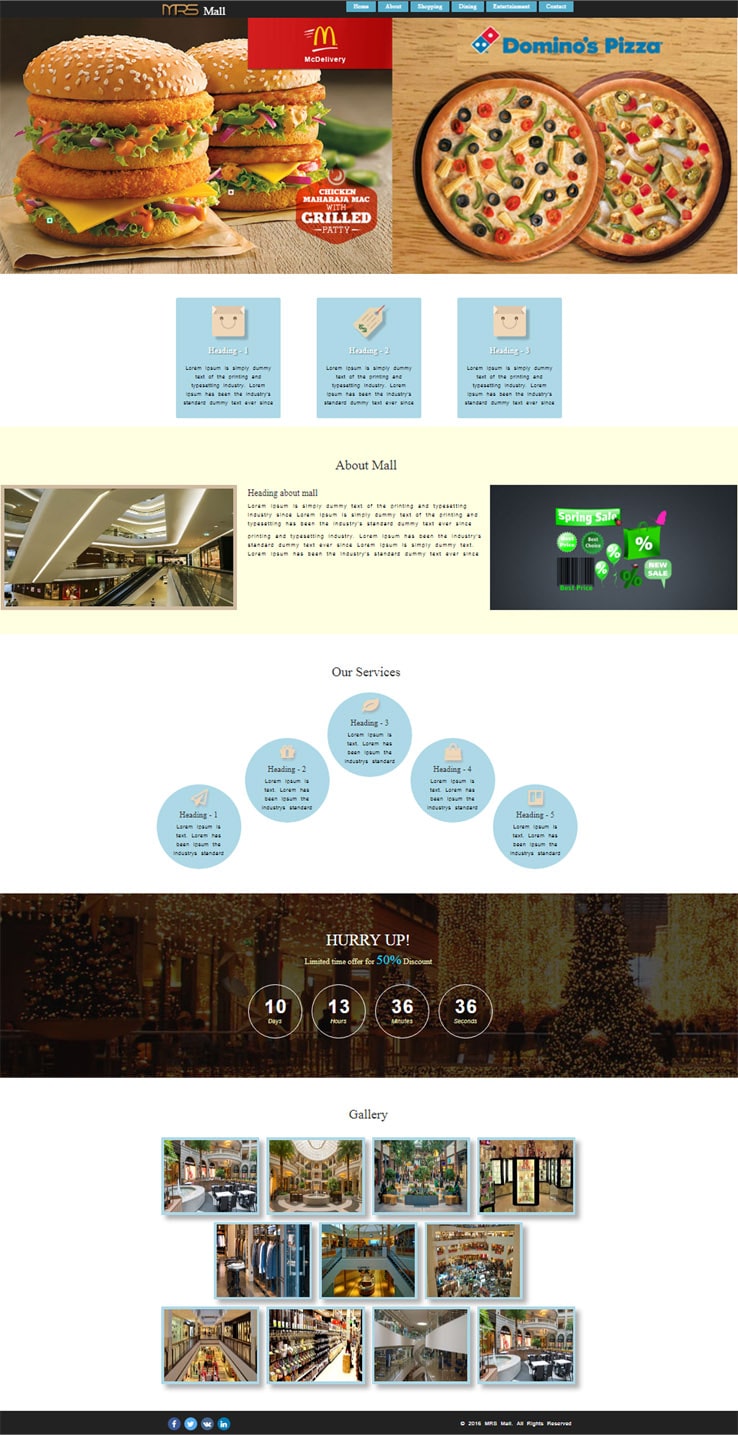 MRS Mall
Home About Shopping Dining Entertainment Contact
M
McDelivery
Domino's Pizza
CHICKEN
MAHARAJA MAC
WITH
GRILLED
PATTY
Heading - 1
Lorem Ipsum is simply dummy
text of the printing and
typesetting industry. Lorem
Ipsum has been the industry's
standard dummy text ever since
Heading - 2
Lorem Ipsum is simply dummy
text of the printing and
typesetting industry. Lorem
Ipsum has been the industry's
standard dummy text ever since
Heading - 3
Lorem Ipsum is simply dummy
text of the printing and
typesetting industry. Lorem
Ipsum has been the industry's
standard dummy text ever since
About Mall
Heading about mall
Lorem Ipsum is simply dummy text of the printing and typesetting
industry since Lorem Ipsum is simply dummy text of the printing and
typesetting has been the industry's standard dummy text ever since
printing and typesetting industry. Lorem Ipsum has been the industry's
standard dummy text ever since Lorem Ipsum is simply dummy text.
Lorem Ipsum has been the industry's standard dummy text ever since
Spring Sale
Best
Price
Best
Choice
%
%
%
%
NEW
SALE
Best Price
Our Services
Heading - 1
Lorem Ipsum is
text. Lorem has
been Ipsum the
industrys standard
Heading - 2
Lorem Ipsum is
text. Lorem has
been Ipsum the
industrys standard
Heading - 3
Lorem Ipsum is
text. Lorem has
been Ipsum the
industrys standard
Heading - 4
Lorem Ipsum is
text. Lorem has
been Ipsum the
industrys standard
Heading - 5
Lorem Ipsum is
text. Lorem has
been Ipsum the
industrys standard
HURRY UP!
Limited time offer for 50% Discount
10 13 36 36
Days Hours Minutes Seconds
Gallery
© 2016 MRS Mall. All Rights Reserved